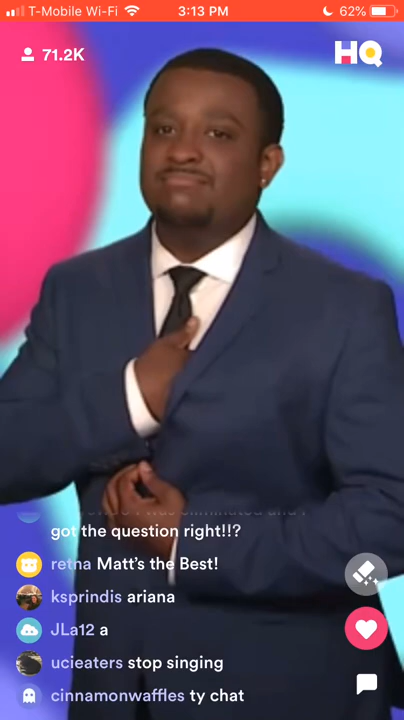 T-Mobile Wi-Fi 3:13 PM 62%
71.2K HQ
got the question right!!?
retna Matt's the Best!
ksprindis ariana
JLa12 a
ucieaters stop singing
cinnamonwaffles ty chat